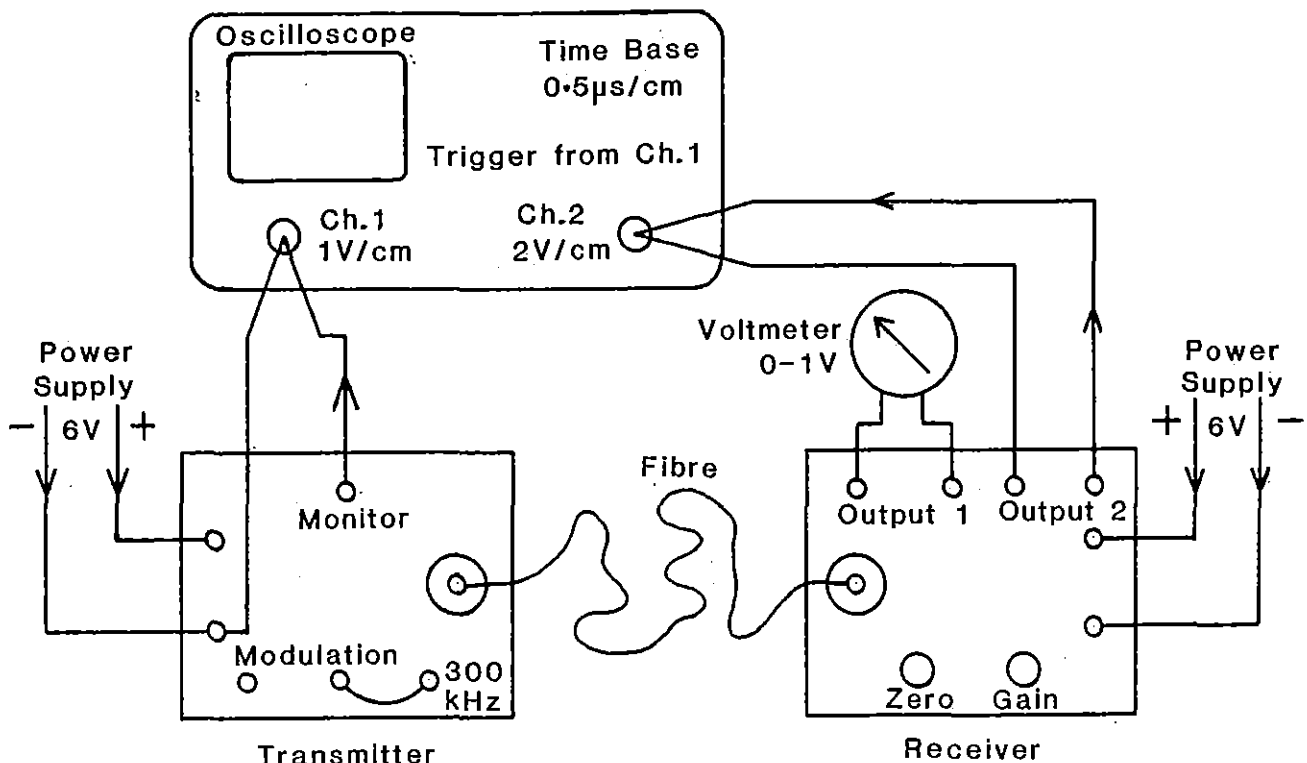 Oscilloscope
Time Base
0·5µs/cm
Trigger from Ch.1
Ch.1
1V/cm
Ch.2
2V/cm
Voltmeter
0-1V
Power
Supply
- 6V +
Power
Supply
+ 6V -
Monitor
Fibre
Output 1
Output 2
Modulation
300
kHz
Zero
Gain
Transmitter
Receiver